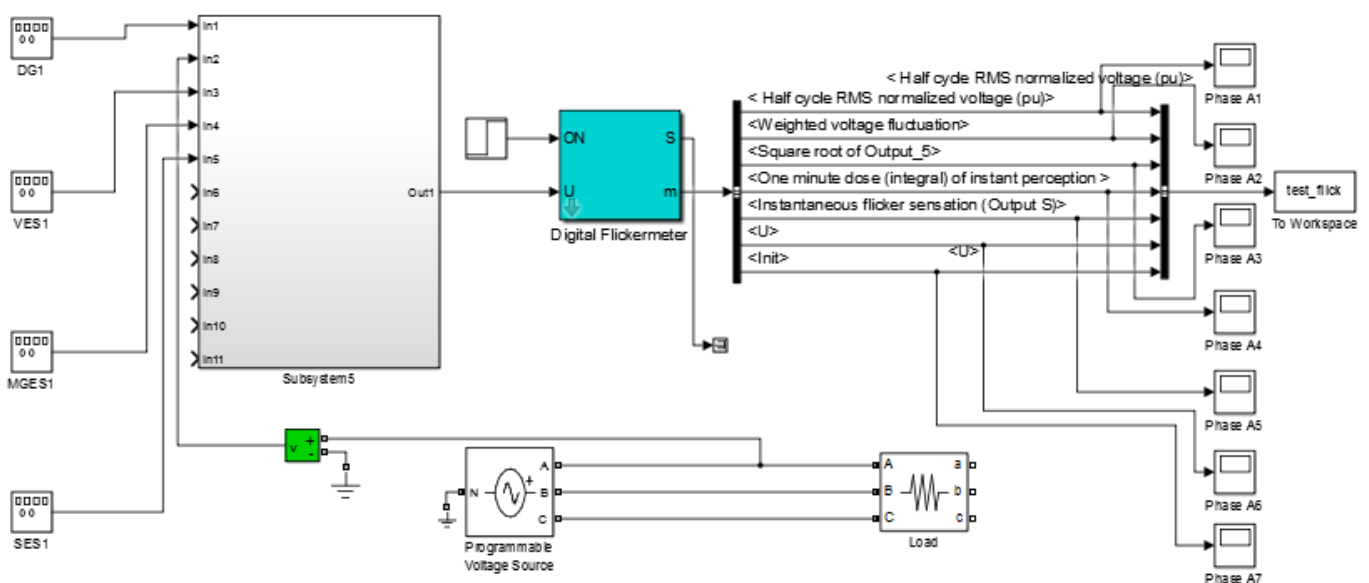 DG1
VES1
MGES1
SES1
In1
In2
In3
In4
In5
In6
In7
In8
In9
In10
In11
Out1
Subsystem5
ON
U
S
m
Digital Flickermeter
< Half cycle RMS normalized voltage (pu)>
< Half cycle RMS normalized voltage (pu)>
<Weighted voltage fluctuation>
<Square root of Output_5>
<One minute dose (integral) of instant perception >
<Instantaneous flicker sensation (Output S)>
<U>
<U>
<Init>
test_flick
To Workspace
Phase A1
Phase A2
Phase A3
Phase A4
Phase A5
Phase A6
Phase A7
v
+
-
N
+
A
B
C
Programmable
Voltage Source
A
B
C
a
b
c
Load